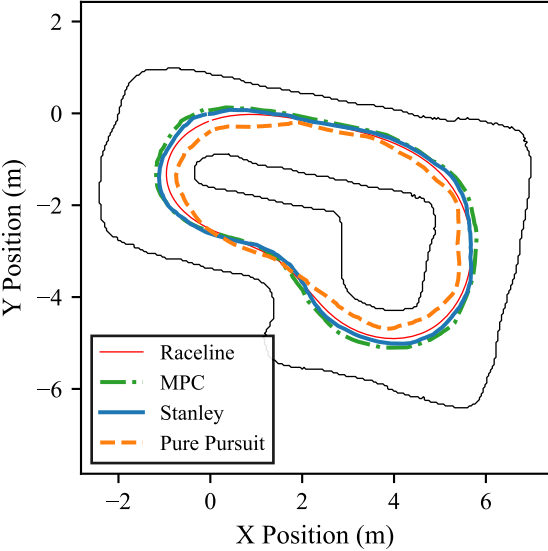 2
0
−2
−4
−6
Y Position (m)
Raceline
MPC
Stanley
Pure Pursuit
−2
0
2
4
6
X Position (m)